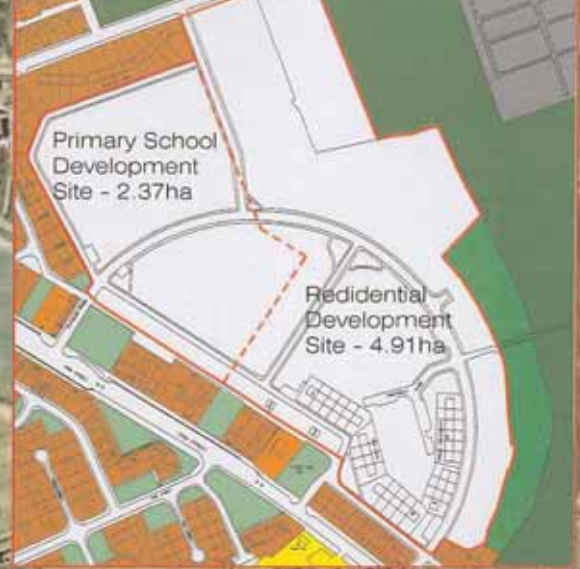 Primary School
Development
Site - 2.37ha
Redidential
Development
Site - 4.91ha